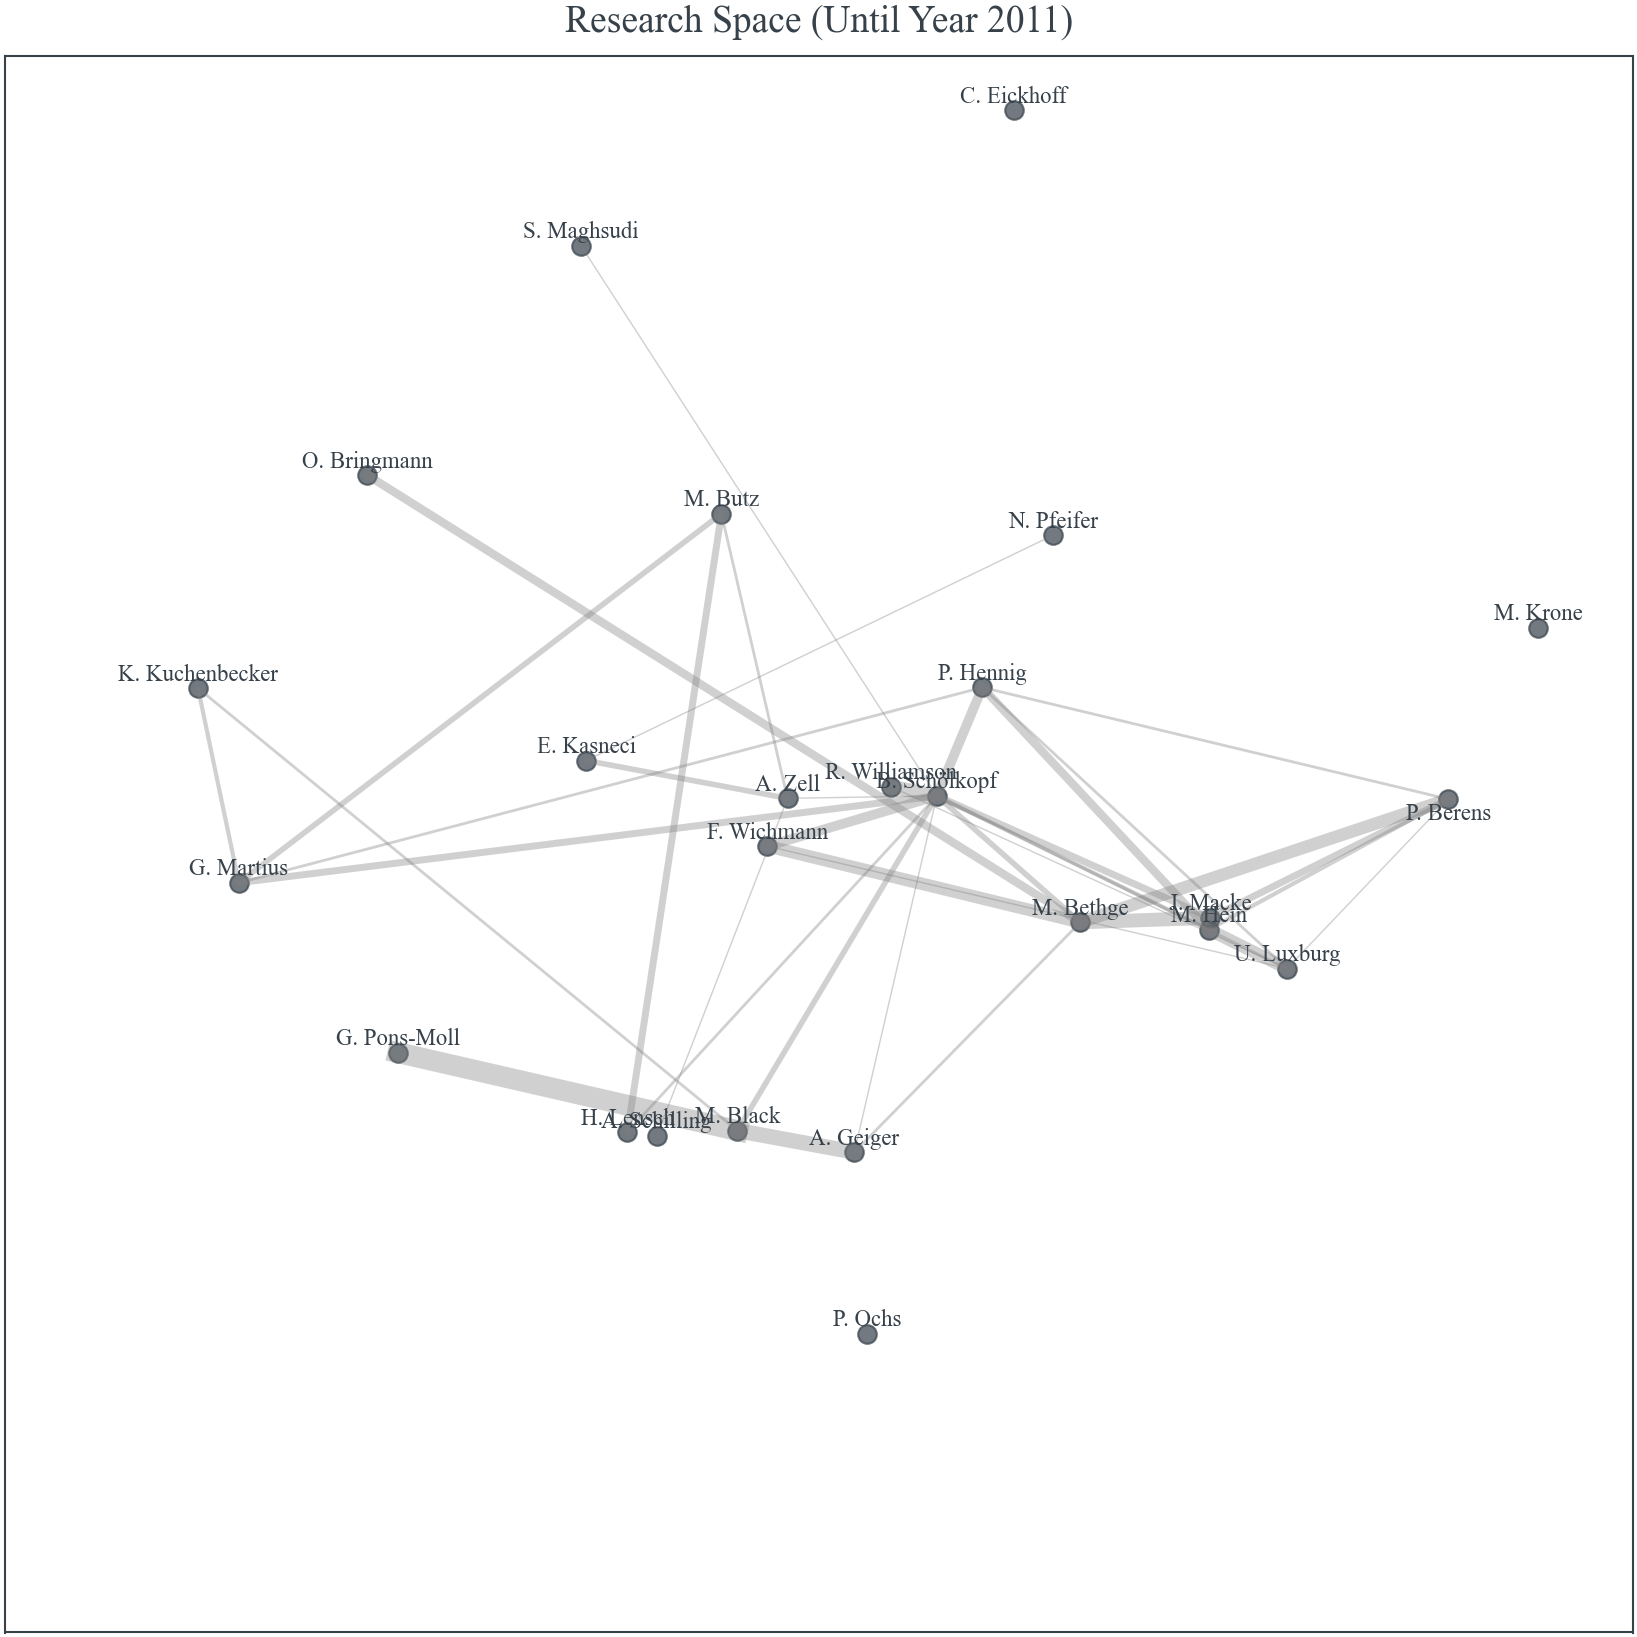 Research Space (Until Year 2011)
C. Eickhoff
S. Maghsudi
O. Bringmann
M. Butz
N. Pfeifer
M. Krone
K. Kuchenbecker
P. Hennig
E. Kasneci
R. Williamson
B. Schölkopf
A. Zell
P. Berens
F. Wichmann
G. Martius
J. Macke
M. Bethge
M. Hein
U. Luxburg
G. Pons-Moll
H. Lensch
A. Schilling
M. Black
A. Geiger
P. Ochs